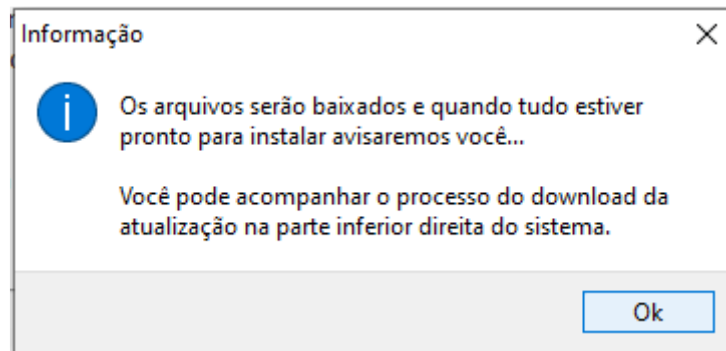 Informação
Os arquivos serão baixados e quando tudo estiver
pronto para instalar avisaremos você...
Você pode acompanhar o processo do download da
atualização na parte inferior direita do sistema.
Ok